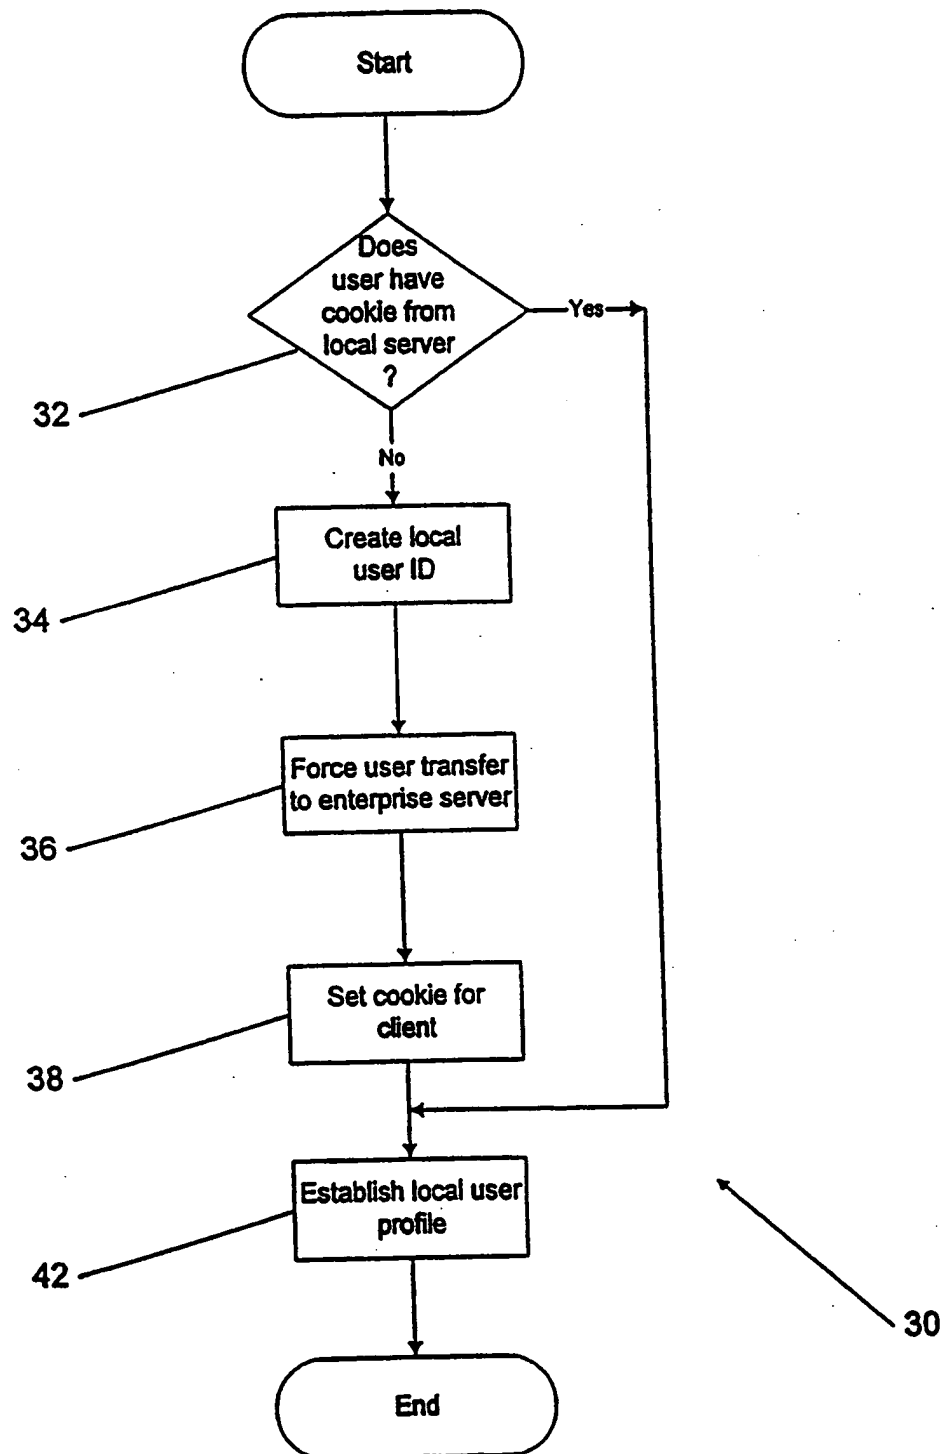 Start
Does
user have
cookie from
local server
?
Yes
32
No
Create local
user ID
34
Force user transfer
to enterprise server
36
Set cookie for
client
38
Establish local user
profile
42
30
End